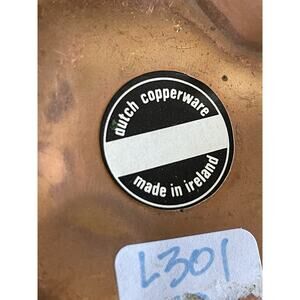 dutch copperware
made in ireland
L301